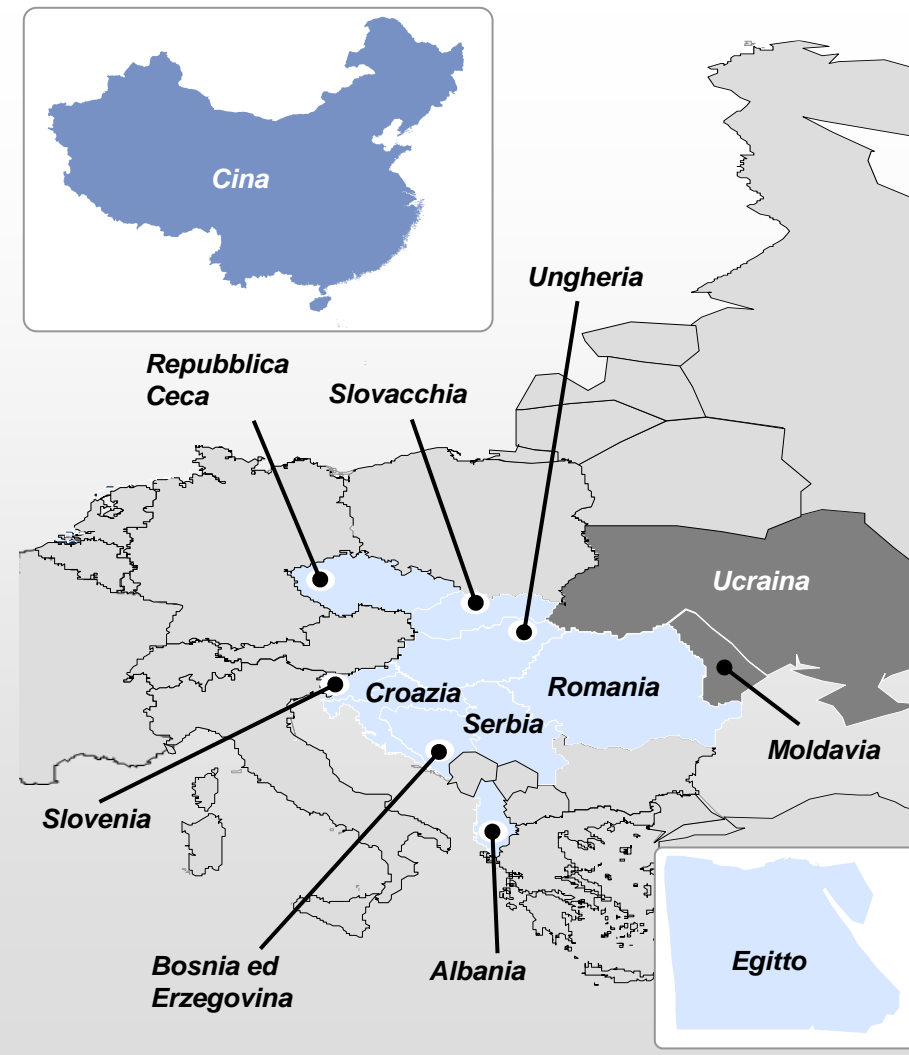 Cina
Ungheria
Repubblica
Ceca
Slovacchia
Ucraina
Croazia
Romania
Serbia
Moldavia
Slovenia
Bosnia ed
Erzegovina
Albania
Egitto